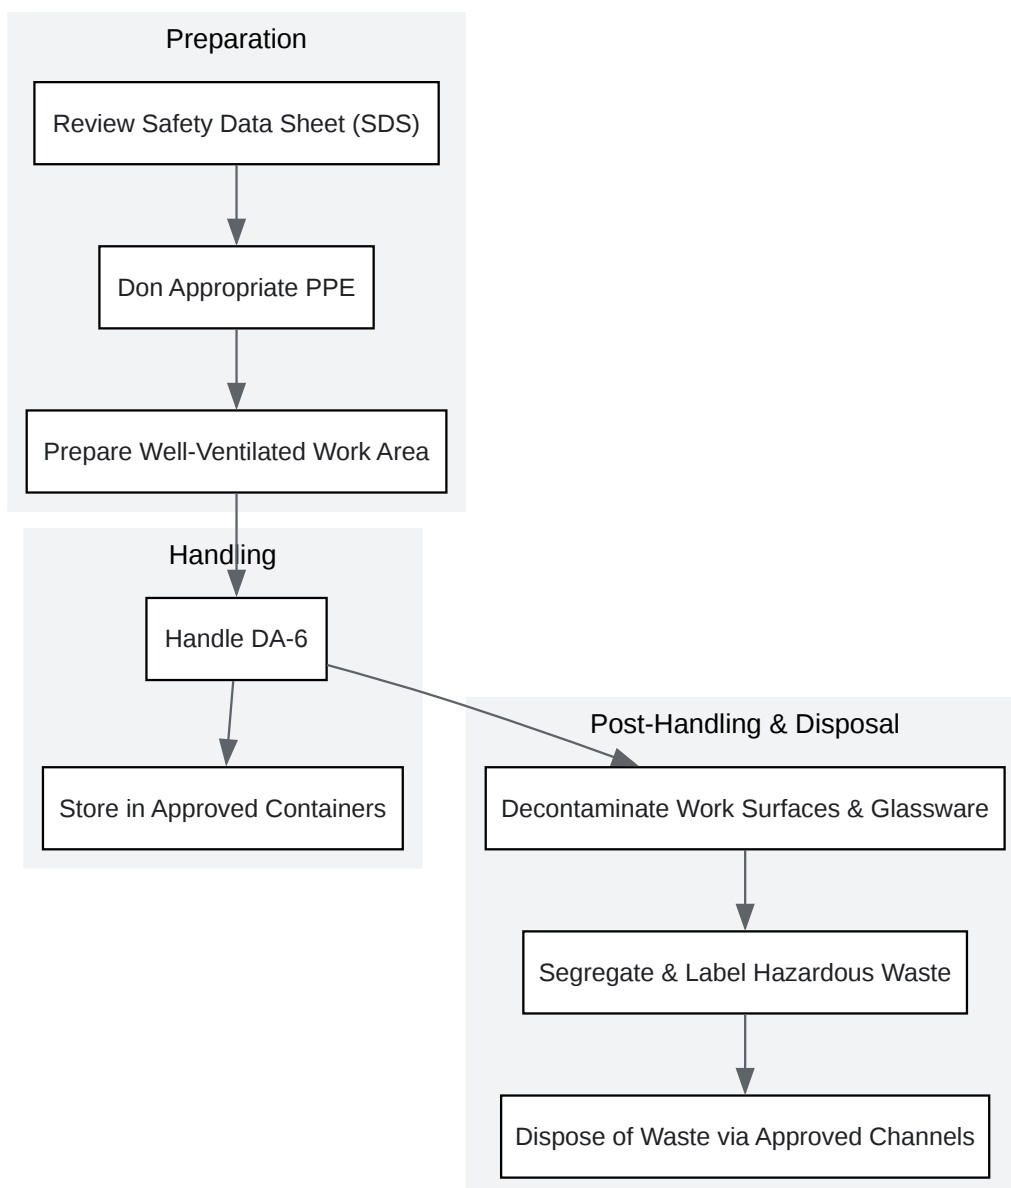 Preparation
Review Safety Data Sheet (SDS)
Don Appropriate PPE
Prepare Well-Ventilated Work Area
Handling
Handle DA-6
Store in Approved Containers
Post-Handling & Disposal
Decontaminate Work Surfaces & Glassware
Segregate & Label Hazardous Waste
Dispose of Waste via Approved Channels